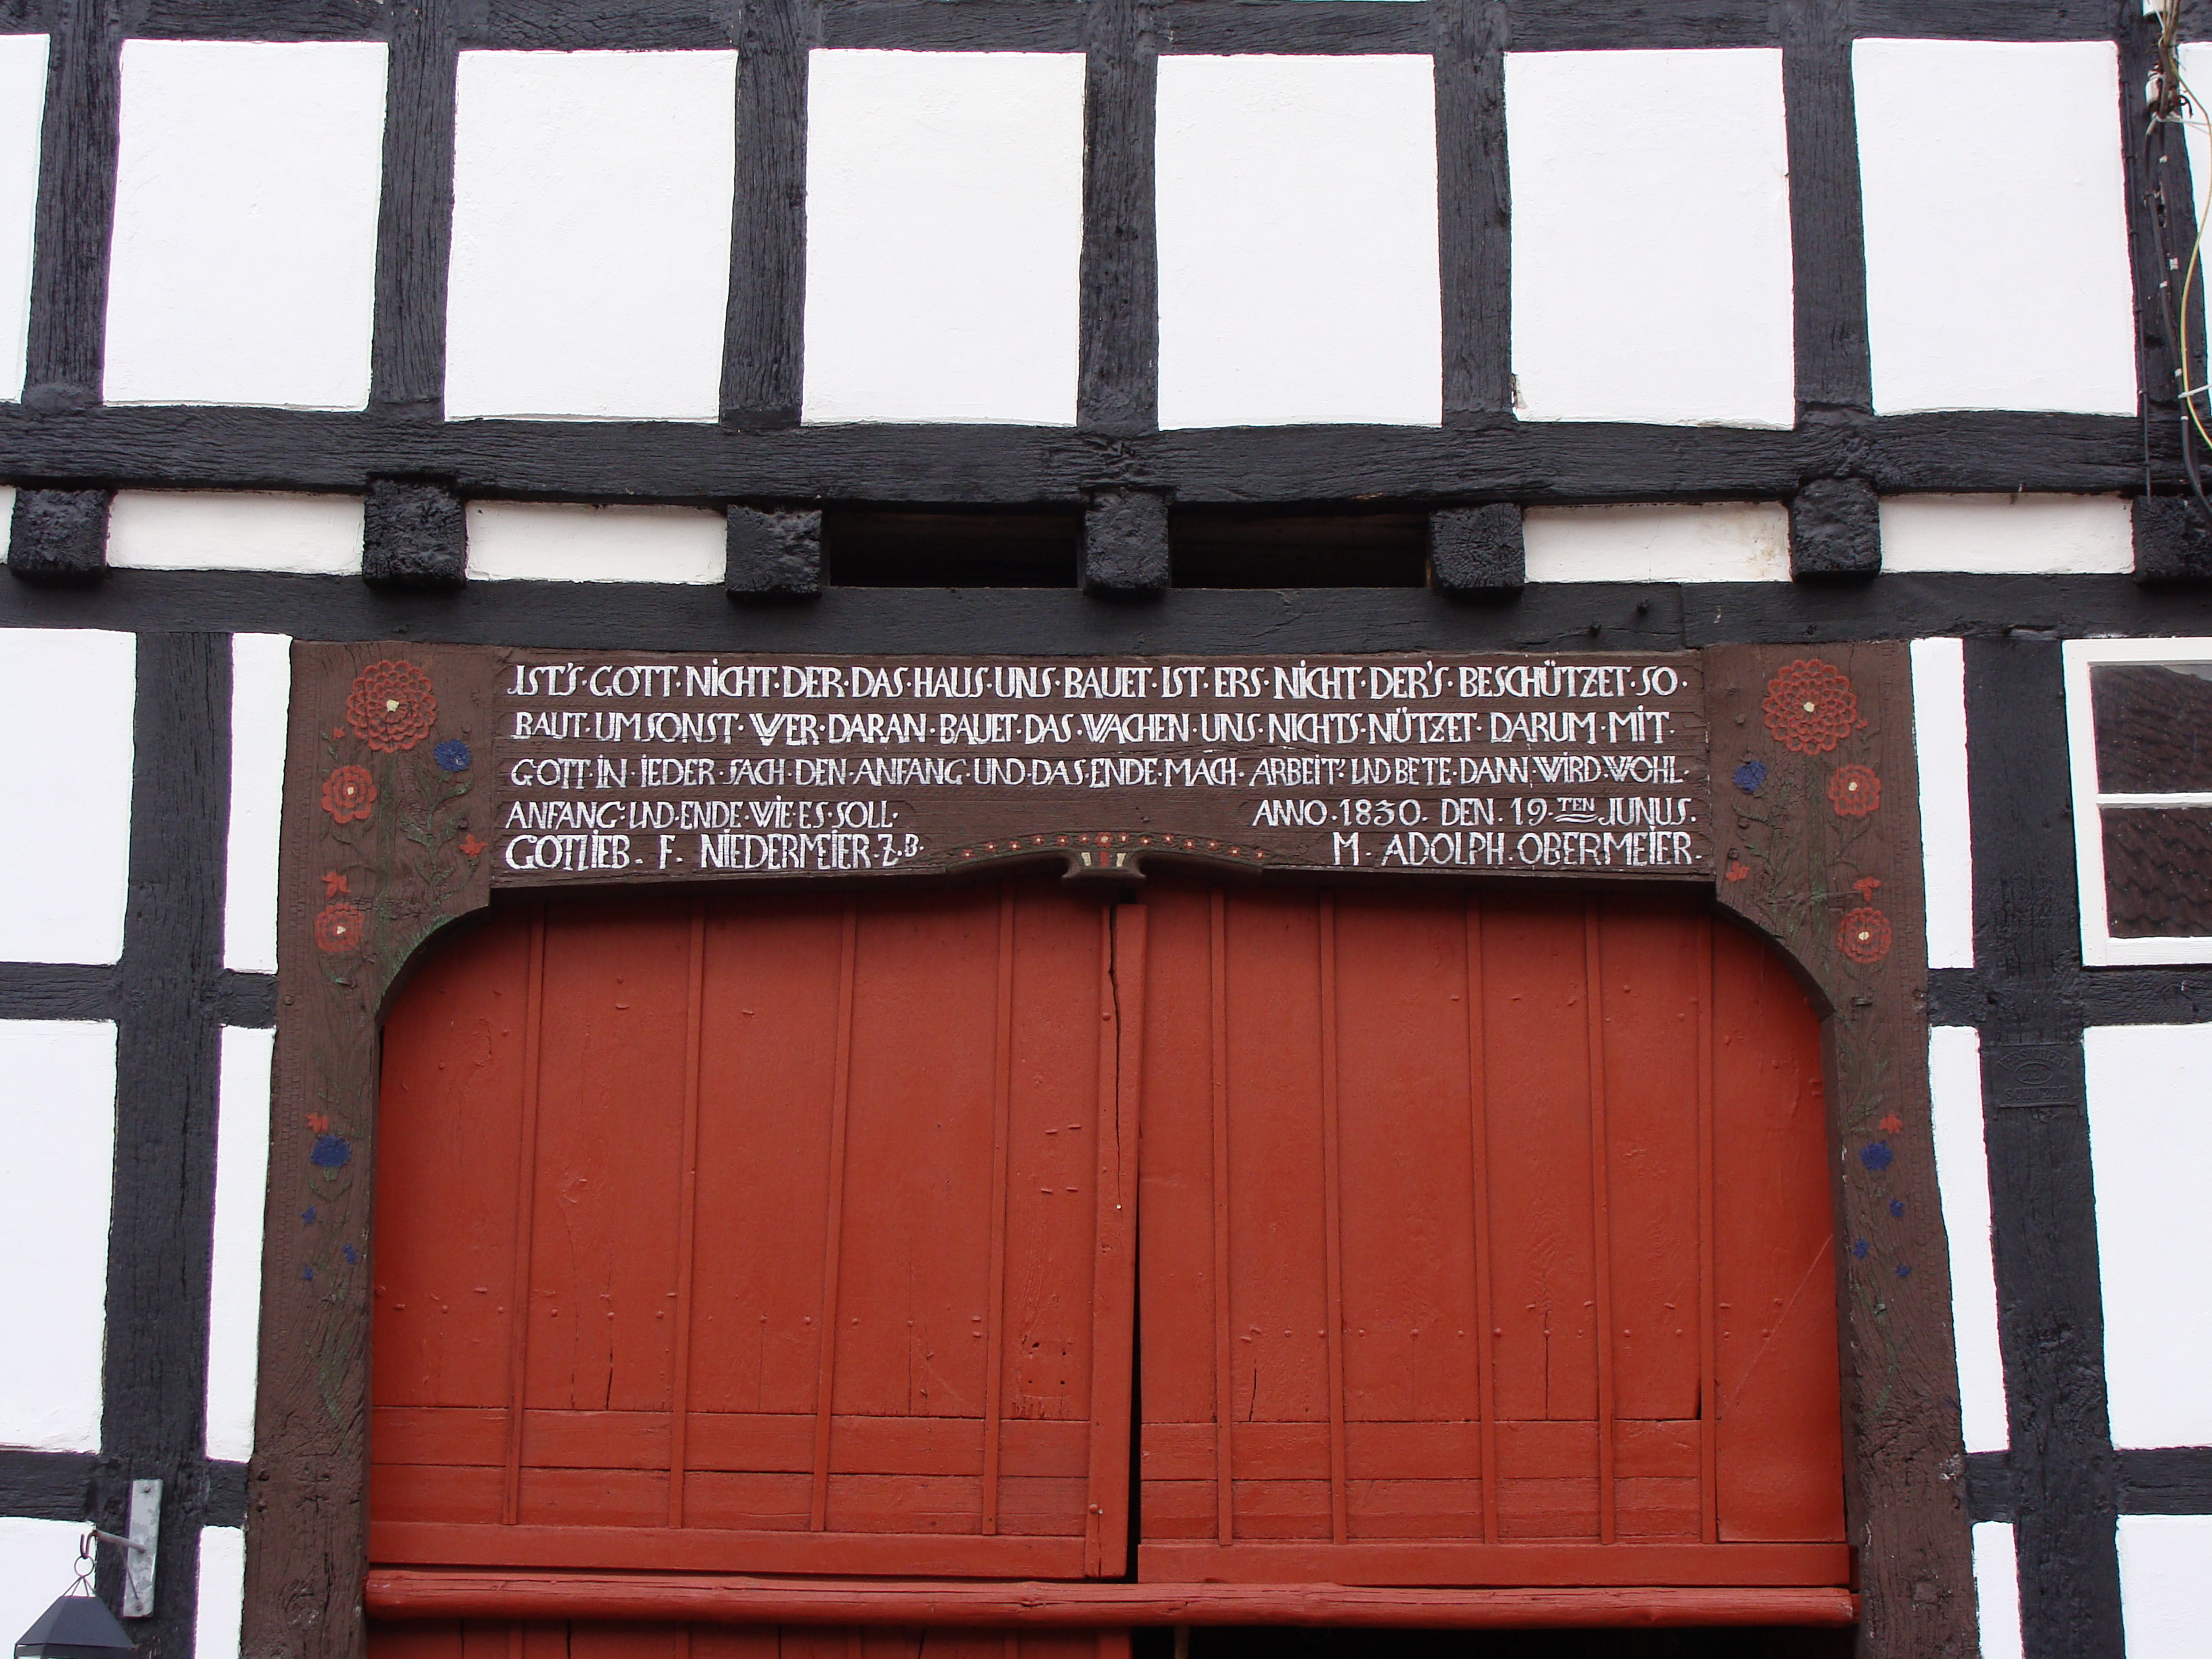 IST'S·GOTT·NICHT·DER·DAS·HAUS·UNS·BAUET·IST·ERS·NICHT·DER'S·BESCHÜTZET·SO·
BAUT·UMSONST·WER·DARAN·BAUET·DAS·WACHEN·UNS·NICHTS·NÜTZET·DARUM·MIT·
GOTT·IN·IEDER·SACH·DEN·ANFANG·UND·DAS·ENDE·MACH·ARBEIT·UND BETE·DANN·WIRD·WOHL·
ANFANG·UND·ENDE·WIE·ES·SOLL· ANNO·1830·DEN·19·TEN JUNUS·
GOTLIEB·F·NIEDERMEIER·Z·B· M·ADOLPH·OBERMEIER·